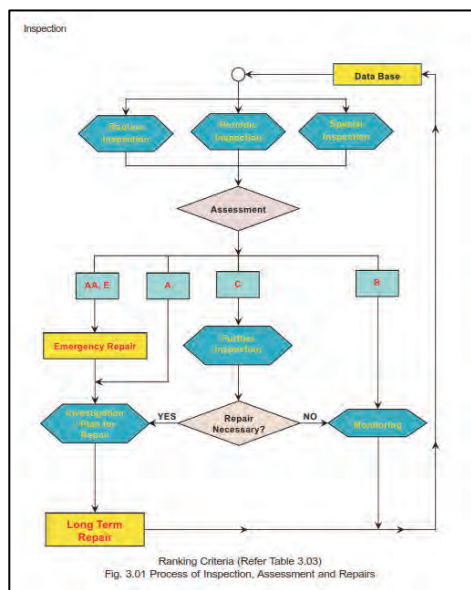 Inspection
Data Base
Routine
Inspection
Periodic
Inspection
Special
Inspection
Assessment
AA, E
A
C
B
Emergency Repair
Further
Inspection
Investigation
Plan for
Repair
YES
Repair
Necessary?
NO
Monitoring
Long Term
Repair
Ranking Criteria (Refer Table 3.03)
Fig. 3.01 Process of Inspection, Assessment and Repairs